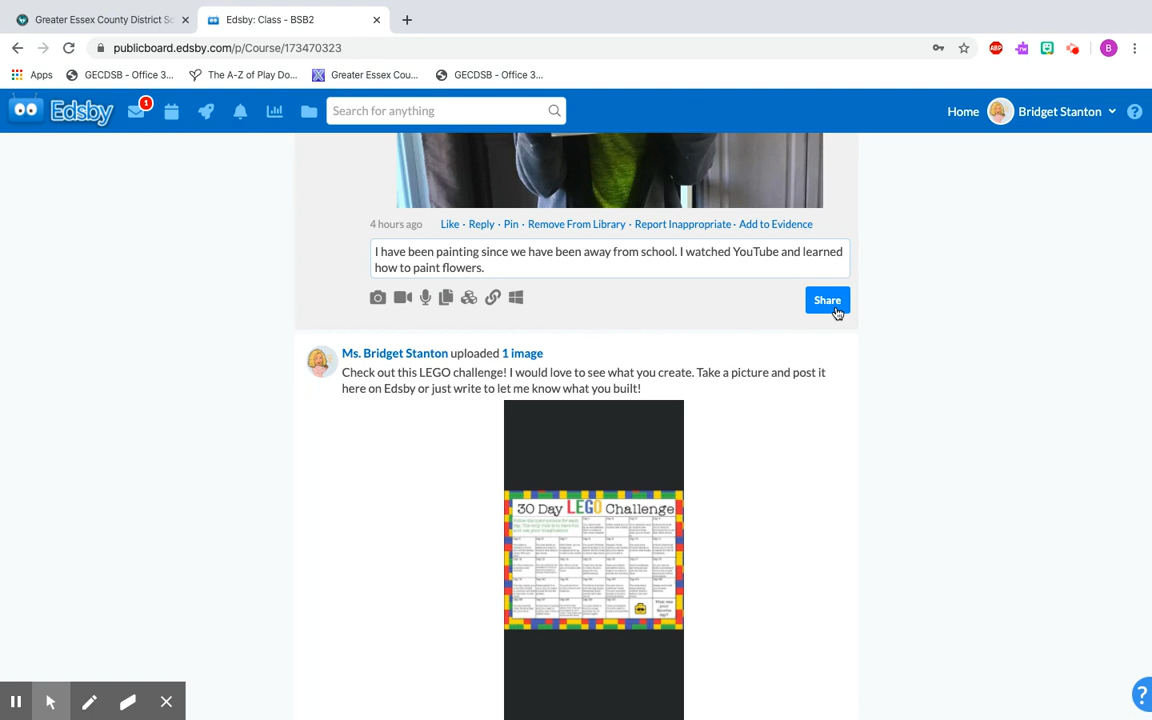 Greater Essex County District Sc
Edsby: Class - BSB2
publicboard.edsby.com/p/Course/173470323
ABP
B
Apps
GECDSB - Office 3...
The A-Z of Play Do...
Greater Essex Cou...
GECDSB - Office 3...
Edsby
1
Search for anything
Home
Bridget Stanton
4 hours ago
Like · Reply · Pin · Remove From Library · Report Inappropriate · Add to Evidence
I have been painting since we have been away from school. I watched YouTube and learned
how to paint flowers.
Share
Ms. Bridget Stanton uploaded 1 image
Check out this LEGO challenge! I would love to see what you create. Take a picture and post it
here on Edsby or just write to let me know what you built!
30 Day LEGO Challenge